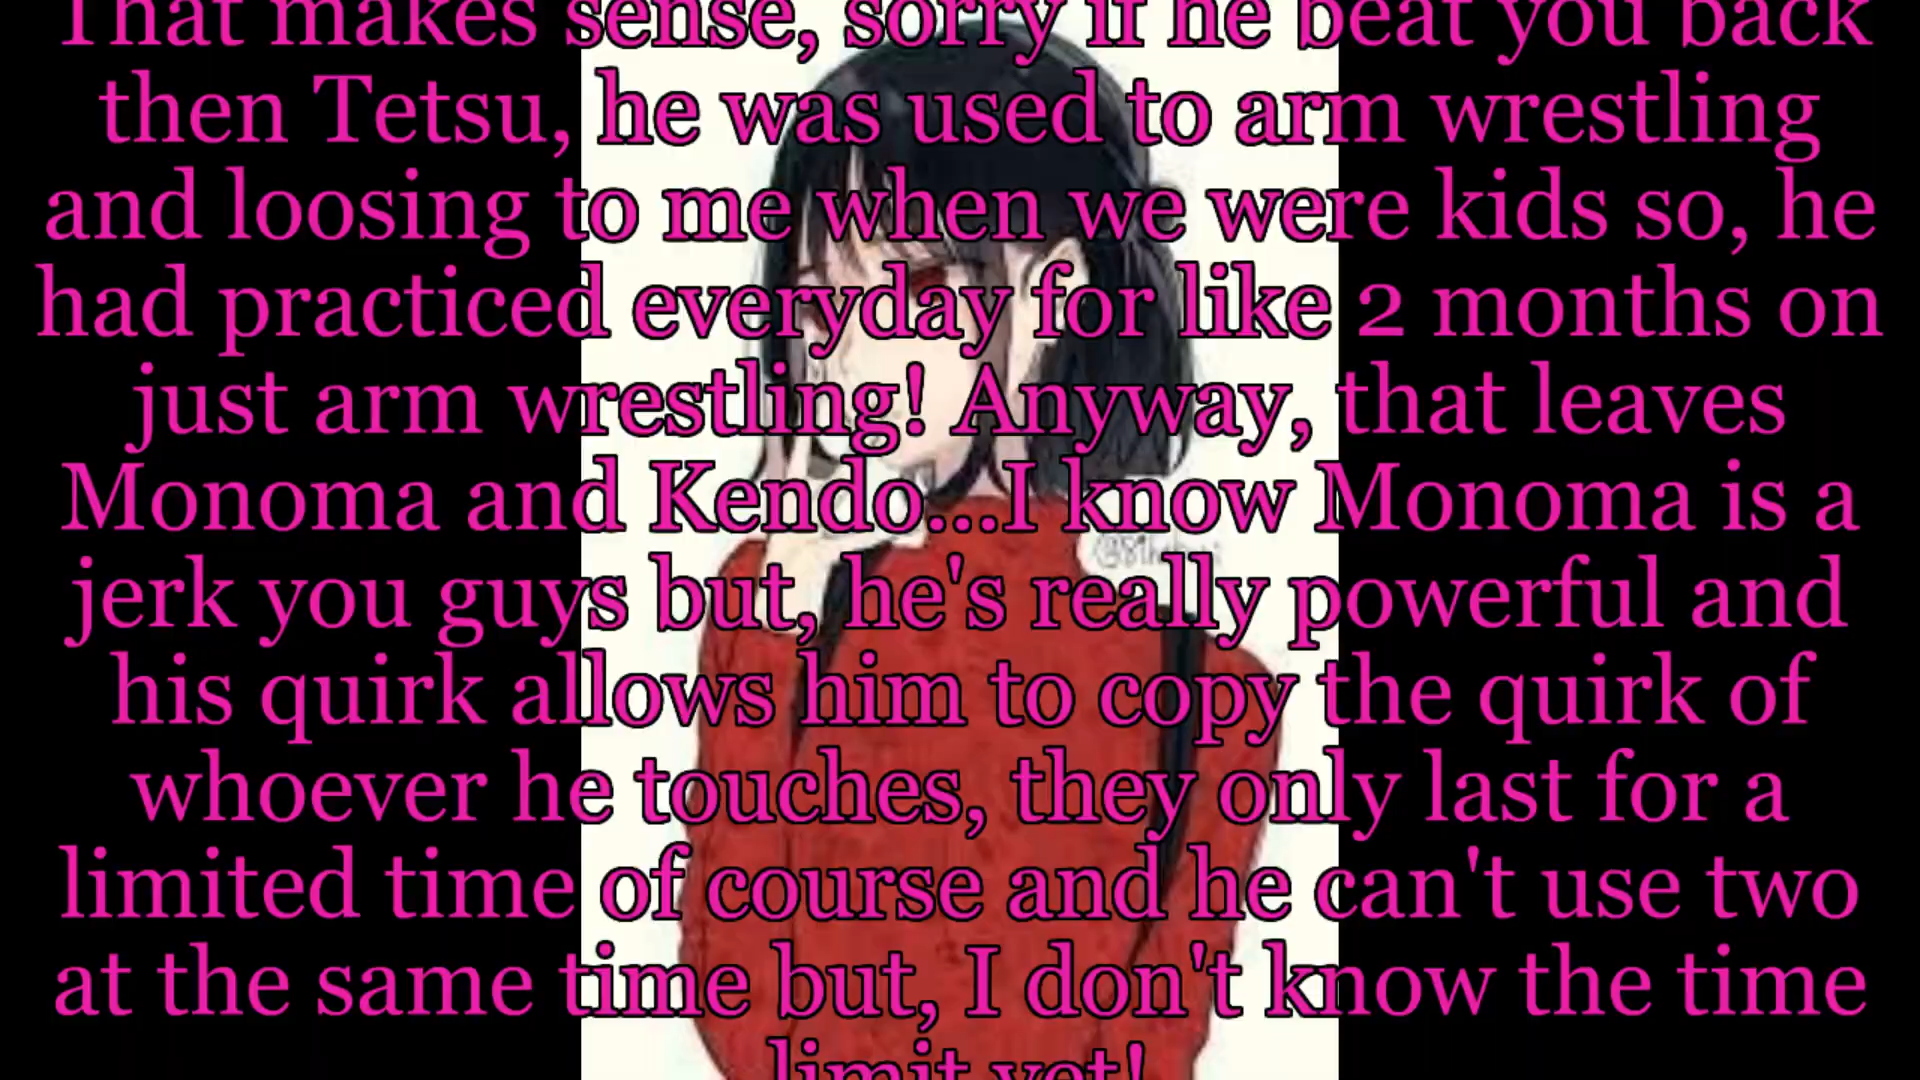 That makes sense, sorry if he beat you back
then Tetsu, he was used to arm wrestling
and loosing to me when we were kids so, he
had practiced everyday for like 2 months on
just arm wrestling! Anyway, that leaves
Monoma and Kendo...I know Monoma is a
jerk you guys but, he's really powerful and
his quirk allows him to copy the quirk of
whoever he touches, they only last for a
limited time of course and he can't use two
at the same time but, I don't know the time
limit yet!